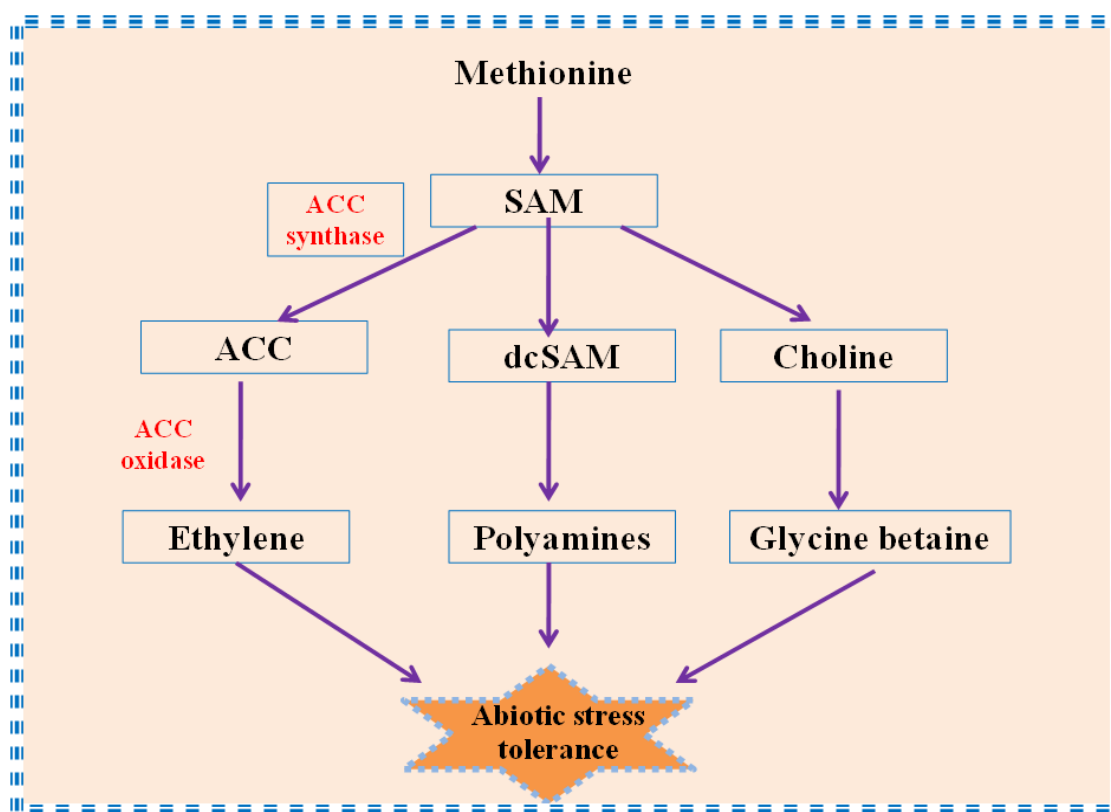 Methionine
SAM
ACC
synthase
ACC
dcSAM
Choline
ACC
oxidase
Ethylene
Polyamines
Glycine betaine
Abiotic stress
tolerance